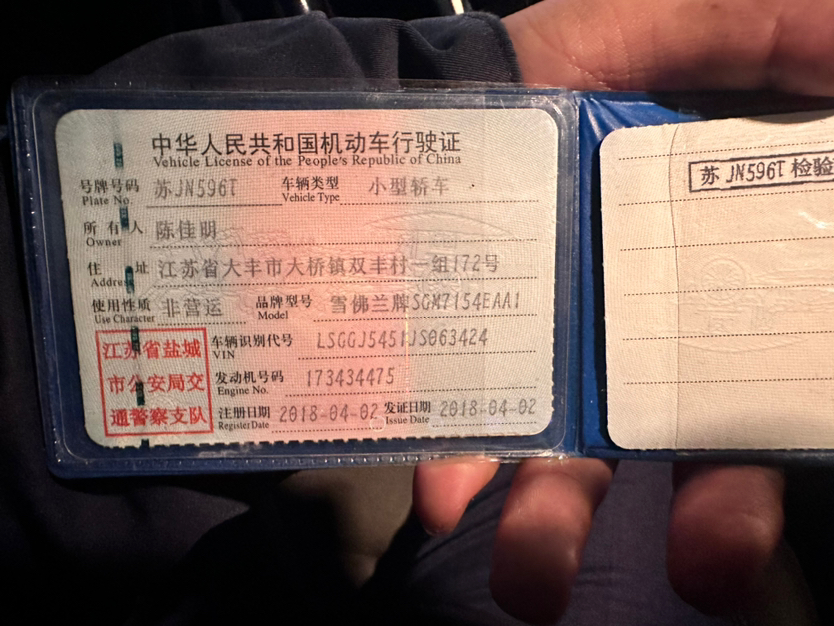 中华人民共和国机动车行驶证
Vehicle License of the People's Republic of China
号牌号码 苏JN596T 车辆类型 小型轿车
Plate No. Vehicle Type
所有人 陈佳明
Owner
住址 江苏省大丰市大桥镇双丰村一组172号
Address
使用性质 非营运 品牌型号 雪佛兰牌SGM7154EAA1
Use Character Model
江苏省盐城
市公安局交
通警察支队
车辆识别代号 LSGGJ5451JS063424
VIN
发动机号码 173434475
Engine No.
注册日期 2018-04-02 发证日期 2018-04-02
Register Date Issue Date
苏JN596T 检验